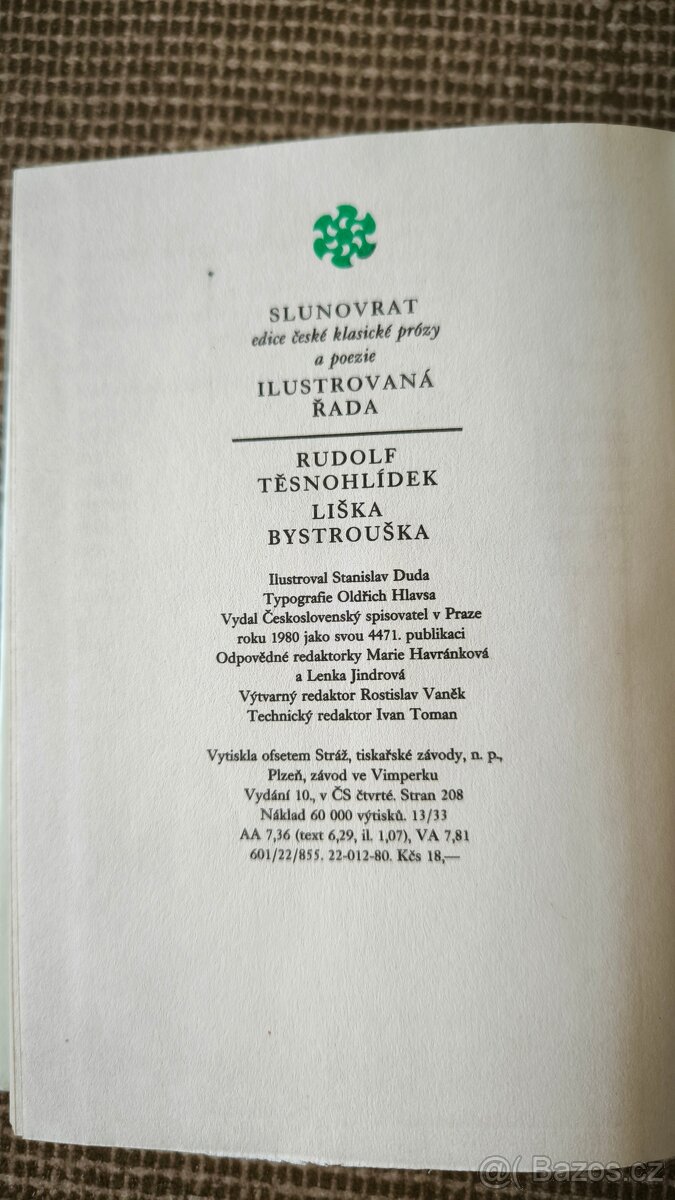 SLUNOVRAT
edice české klasické prózy
a poezie
ILUSTROVANÁ
ŘADA
RUDOLF
TĚSNOHLÍDEK
LIŠKA
BYSTROUŠKA
Ilustroval Stanislav Duda
Typografie Oldřich Hlavsa
Vydal Československý spisovatel v Praze
roku 1980 jako svou 4471. publikaci
Odpovědné redaktorky Marie Havránková
a Lenka Jindrová
Výtvarný redaktor Rostislav Vaněk
Technický redaktor Ivan Toman
Vytiskla ofsetem Stráž, tiskařské závody, n. p.,
Plzeň, závod ve Vimperku
Vydání 10., v ČS čtvrté. Stran 208
Náklad 60 000 výtisků. 13/33
AA 7,36 (text 6,29, il. 1,07), VA 7,81
601/22/855. 22-012-80. Kčs 18,—
@( Bazos.cz